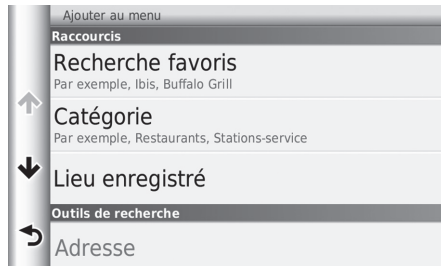 Ajouter au menu
Raccourcis
Recherche favoris
Par exemple, Ibis, Buffalo Grill
Catégorie
Par exemple, Restaurants, Stations-service
Lieu enregistré
Outils de recherche
Adresse